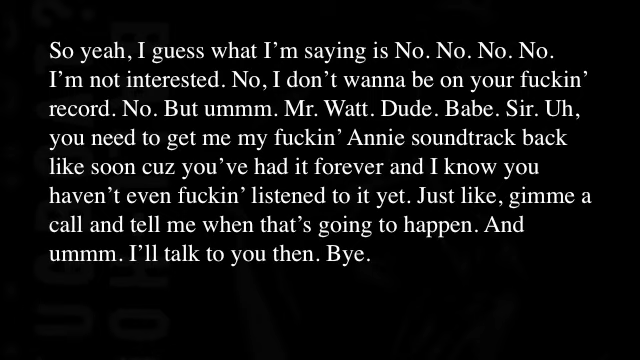 So yeah, I guess what I’m saying is No. No. No. No.
I’m not interested. No, I don’t wanna be on your fuckin’
record. No. But ummm. Mr. Watt. Dude. Babe. Sir. Uh,
you need to get me my fuckin’ Annie soundtrack back
like soon cuz you’ve had it forever and I know you
haven’t even fuckin’ listened to it yet. Just like, gimme a
call and tell me when that’s going to happen. And
ummm. I’ll talk to you then. Bye.